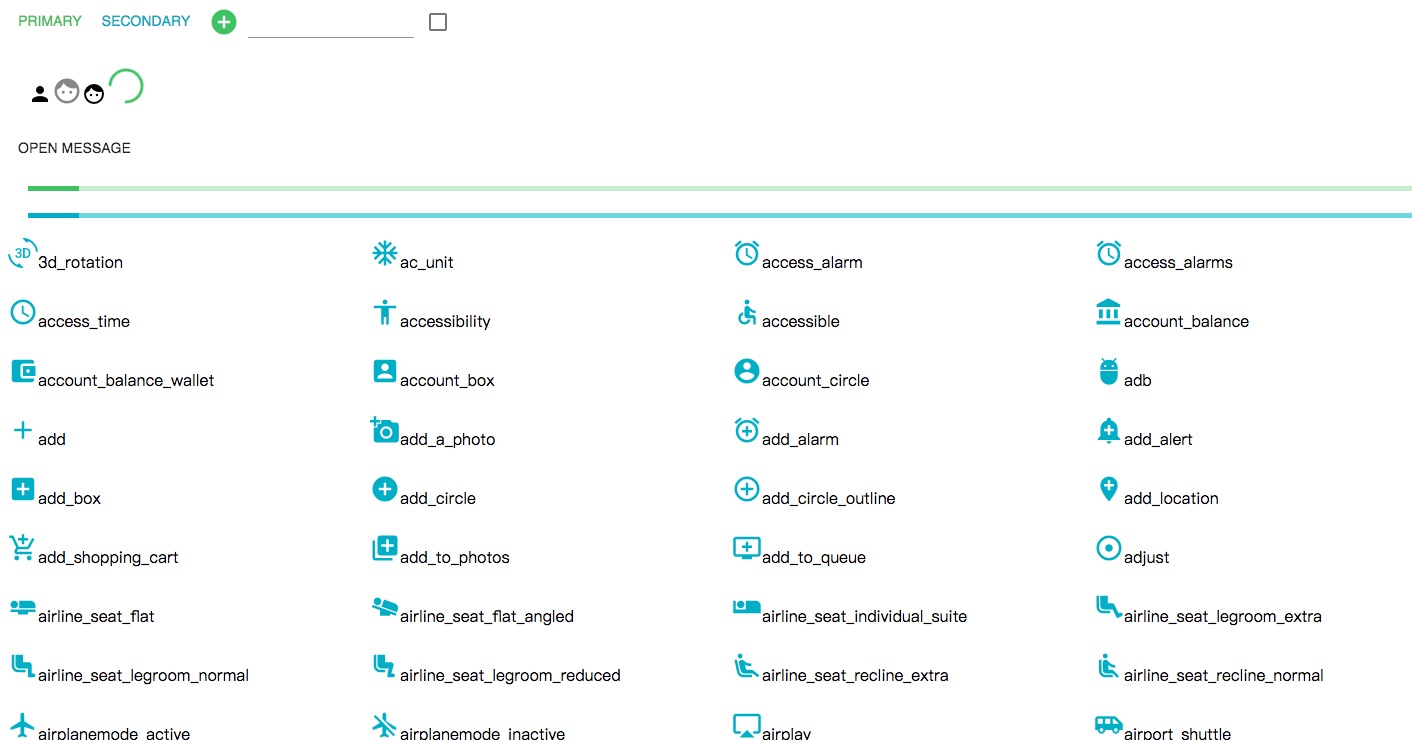 PRIMARY SECONDARY
OPEN MESSAGE
3D 3d_rotation ac_unit access_alarm access_alarms
access_time accessibility accessible account_balance
account_balance_wallet account_box account_circle adb
add add_a_photo add_alarm add_alert
add_box add_circle add_circle_outline add_location
add_shopping_cart add_to_photos add_to_queue adjust
airline_seat_flat airline_seat_flat_angled airline_seat_individual_suite airline_seat_legroom_extra
airline_seat_legroom_normal airline_seat_legroom_reduced airline_seat_recline_extra airline_seat_recline_normal
airplanemode_active airplanemode_inactive airplay airport_shuttle